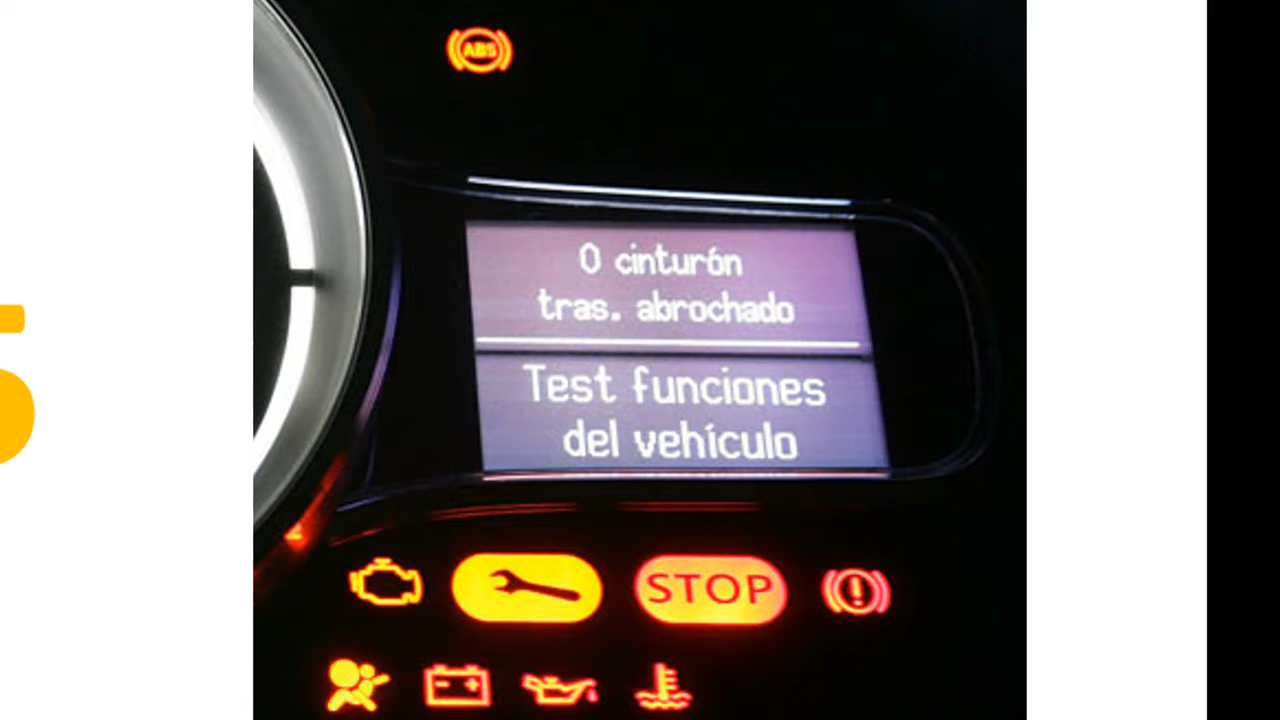 ABS
0 cinturón
tras. abrochado
Test funciones
del vehículo
STOP